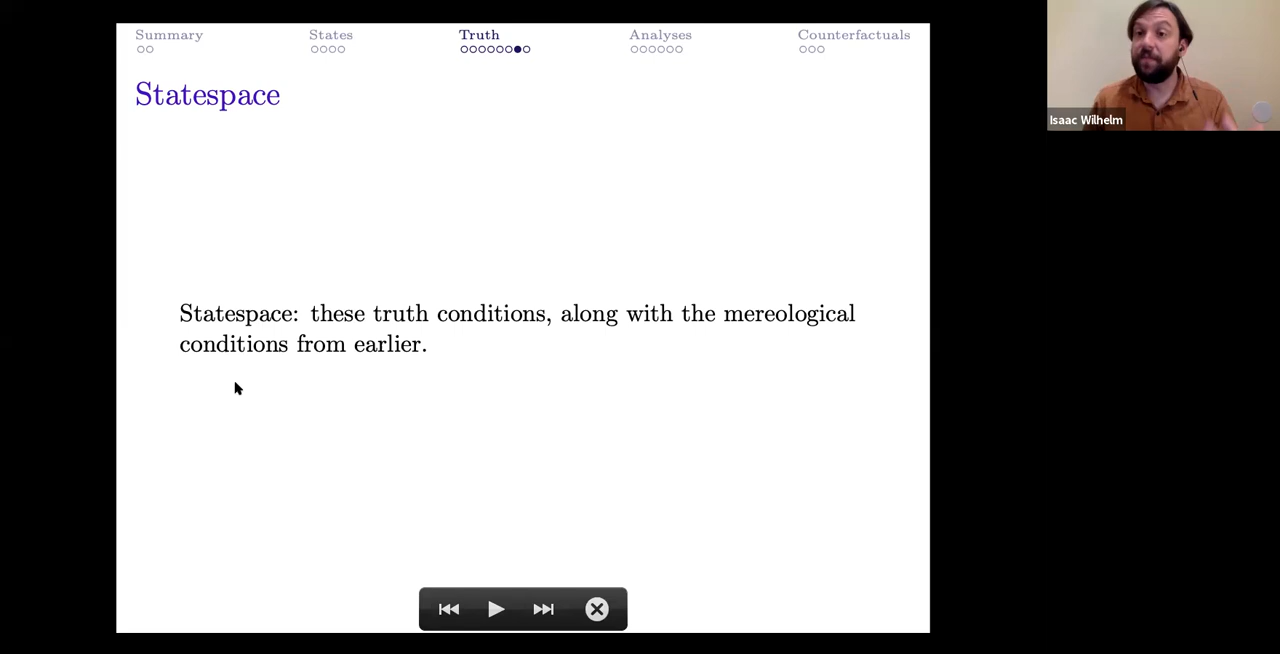 Summary States Truth Analyses Counterfactuals
Statespace
Statespace: these truth conditions, along with the mereological
conditions from earlier.
Isaac Wilhelm